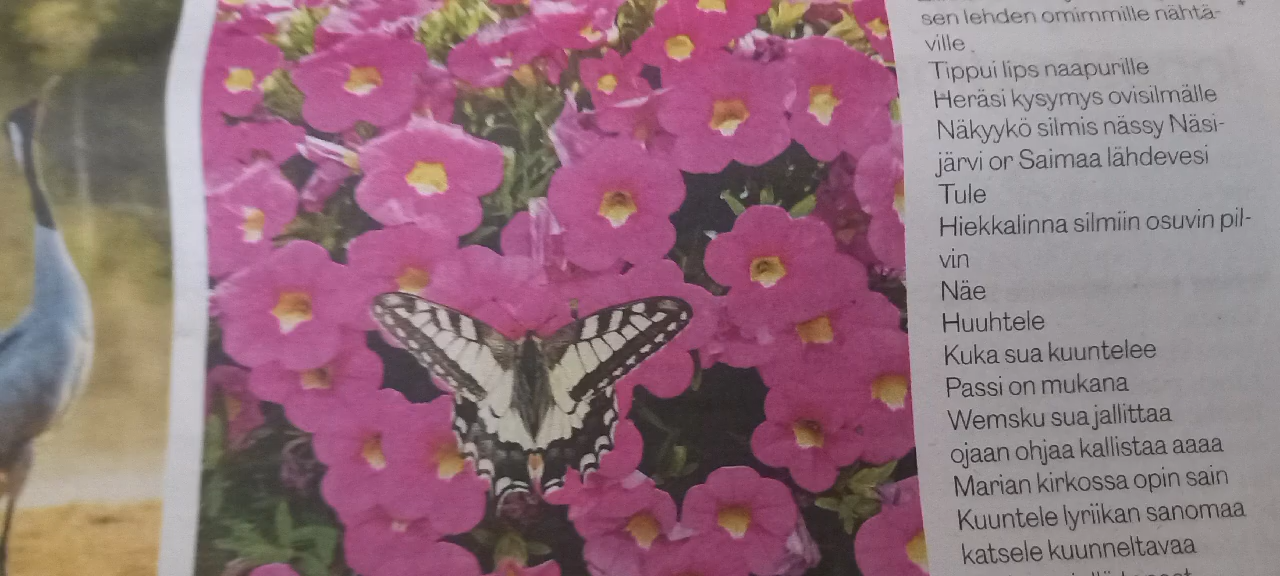 sen lehden omimmille nähtä-
ville
Tippui lips naapurille
Heräsi kysymys ovisilmälle
Näkyykö silmis nässy Näsi-
järvi or Saimaa lähdevesi
Tule
Hiekkalinna silmiin osuvin pil-
vin
Näe
Huuhtele
Kuka sua kuuntelee
Passi on mukana
Wemsku sua jallittaa
ojaan ohjaa kallistaa aaaa
Marian kirkossa opin sain
Kuuntele lyriikan sanomaa
katsele kuunneltavaa